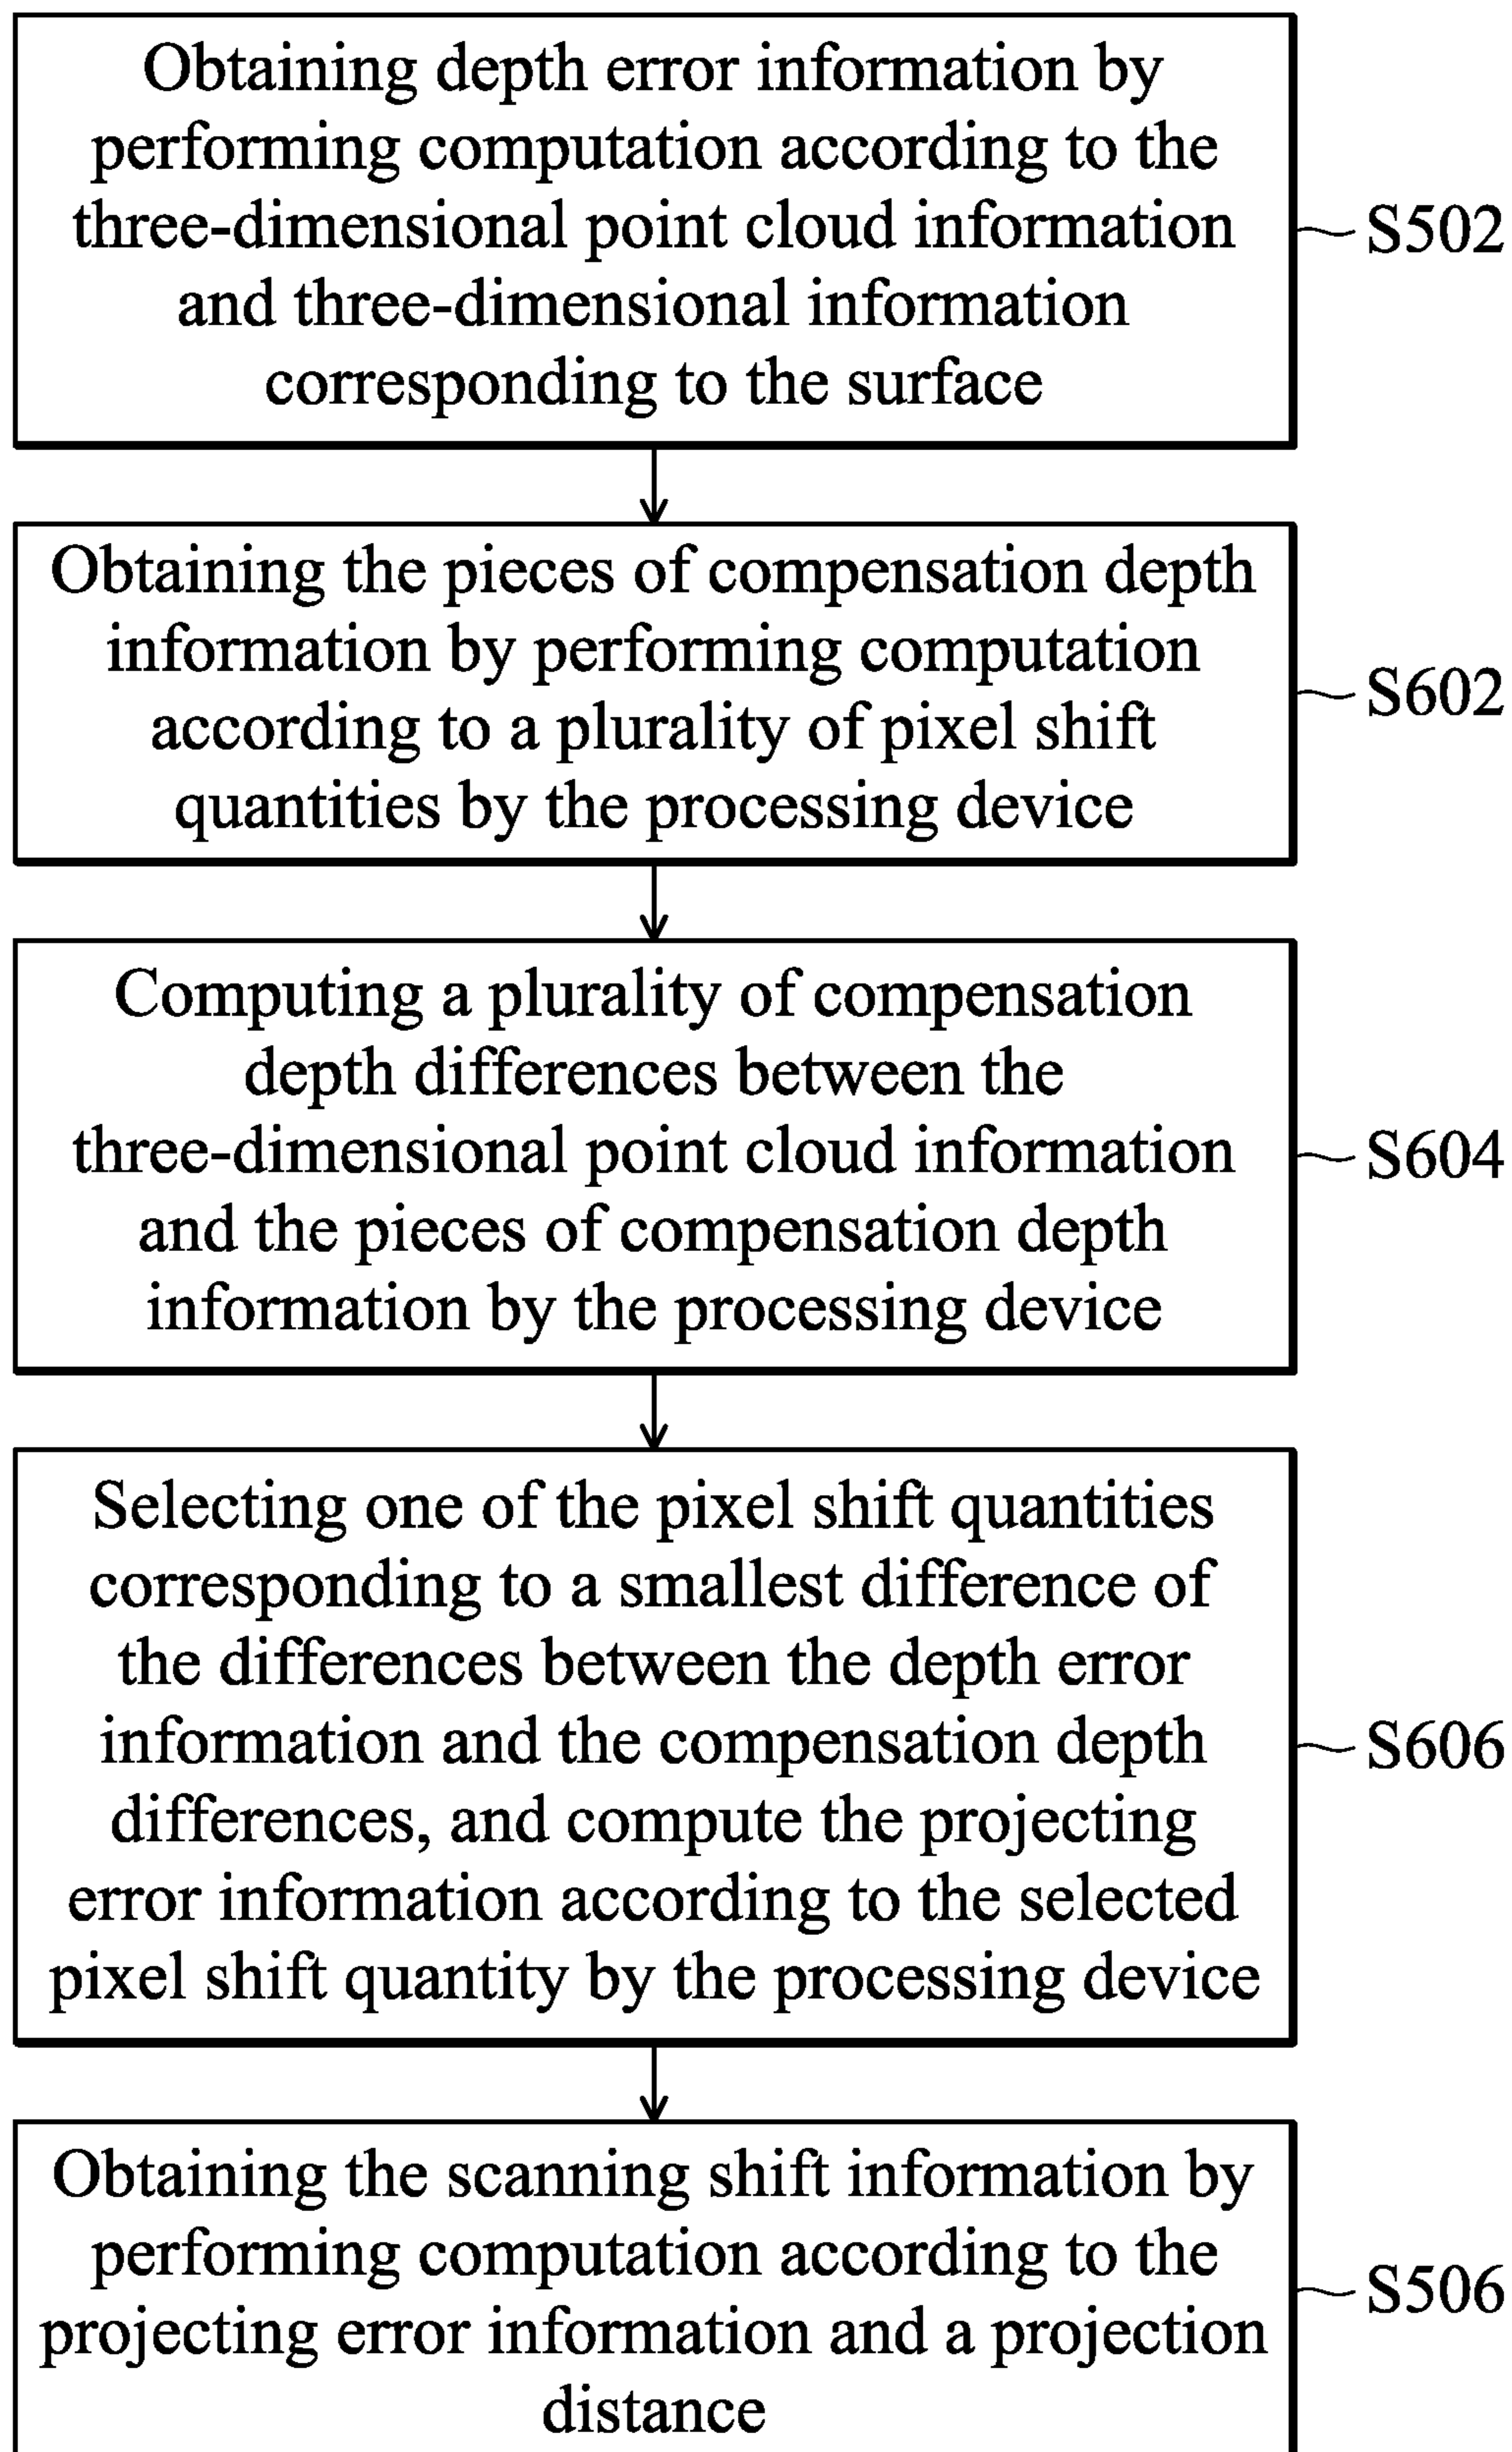 Obtaining depth error information by
performing computation according to the
three-dimensional point cloud information
and three-dimensional information
corresponding to the surface
S502
Obtaining the pieces of compensation depth
information by performing computation
according to a plurality of pixel shift
quantities by the processing device
S602
Computing a plurality of compensation
depth differences between the
three-dimensional point cloud information
and the pieces of compensation depth
information by the processing device
S604
Selecting one of the pixel shift quantities
corresponding to a smallest difference of
the differences between the depth error
information and the compensation depth
differences, and compute the projecting
error information according to the selected
pixel shift quantity by the processing device
S606
Obtaining the scanning shift information by
performing computation according to the
projecting error information and a projection
distance
S506